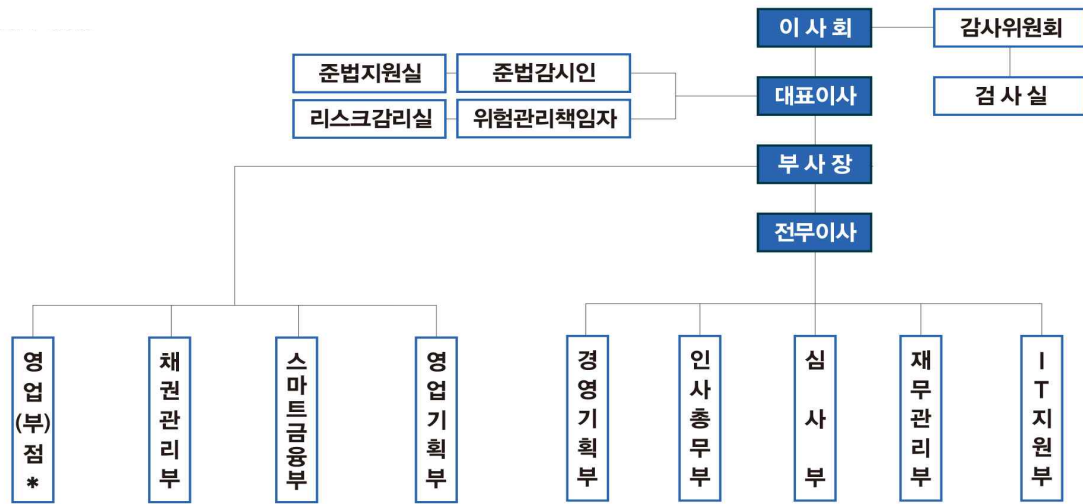 이사회
감사위원회
준법지원실
준법감시인
대표이사
검사실
리스크감리실
위험관리책임자
부사장
전무이사
영업(부)점*
채권관리부
스마트금융부
영업기획부
경영기획부
인사총무부
심사부
재무관리부
IT지원부